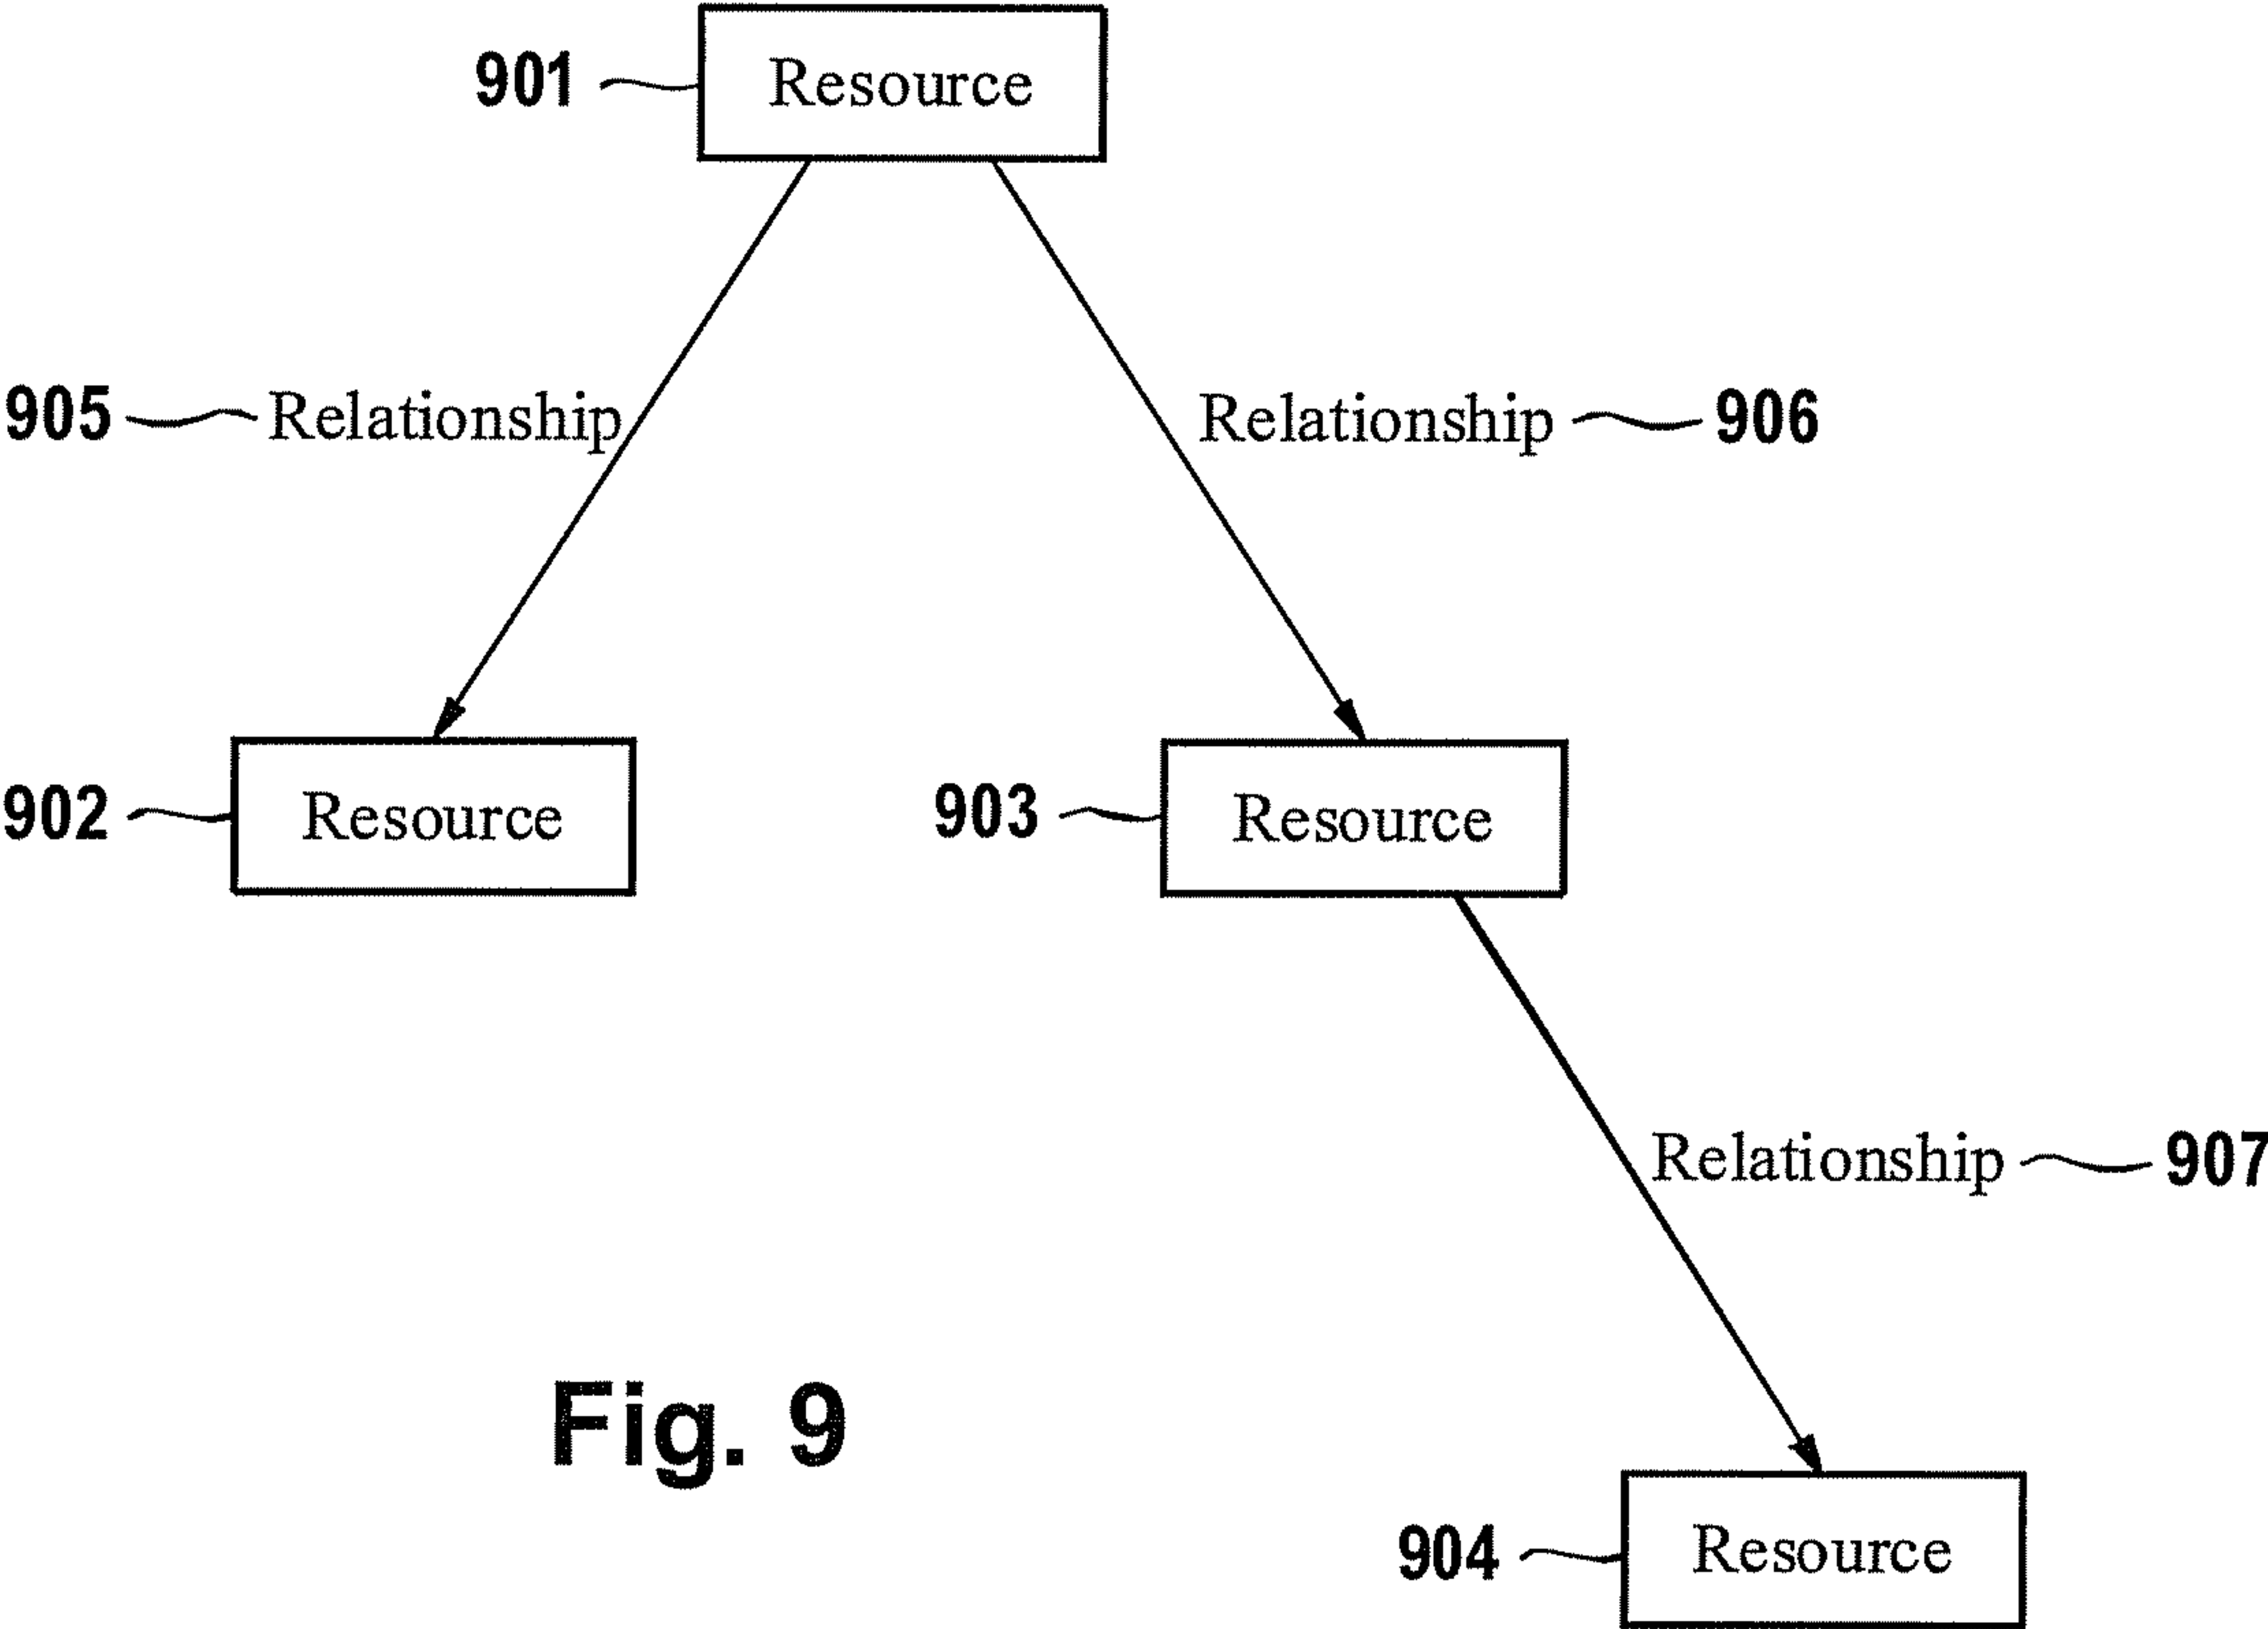 901 Resource
905 Relationship
Relationship 906
902 Resource
903 Resource
Relationship 907
Fig. 9
904 Resource